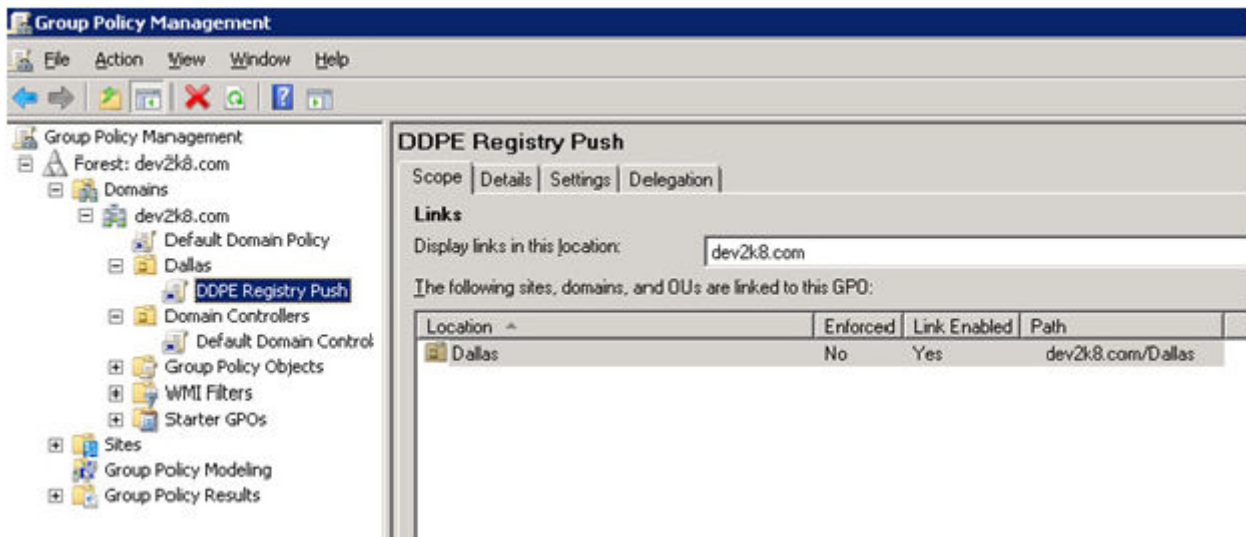 Group Policy Management
File Action View Window Help
Group Policy Management
Forest: dev2k8.com
Domains
dev2k8.com
Default Domain Policy
Dallas
DDPE Registry Push
Domain Controllers
Default Domain Control
Group Policy Objects
WMI Filters
Starter GPOs
Sites
Group Policy Modeling
Group Policy Results
DDPE Registry Push
Scope Details Settings Delegation
Links
Display links in this location: dev2k8.com
The following sites, domains, and OUs are linked to this GPO:
Location Enforced Link Enabled Path
Dallas No Yes dev2k8.com/Dallas